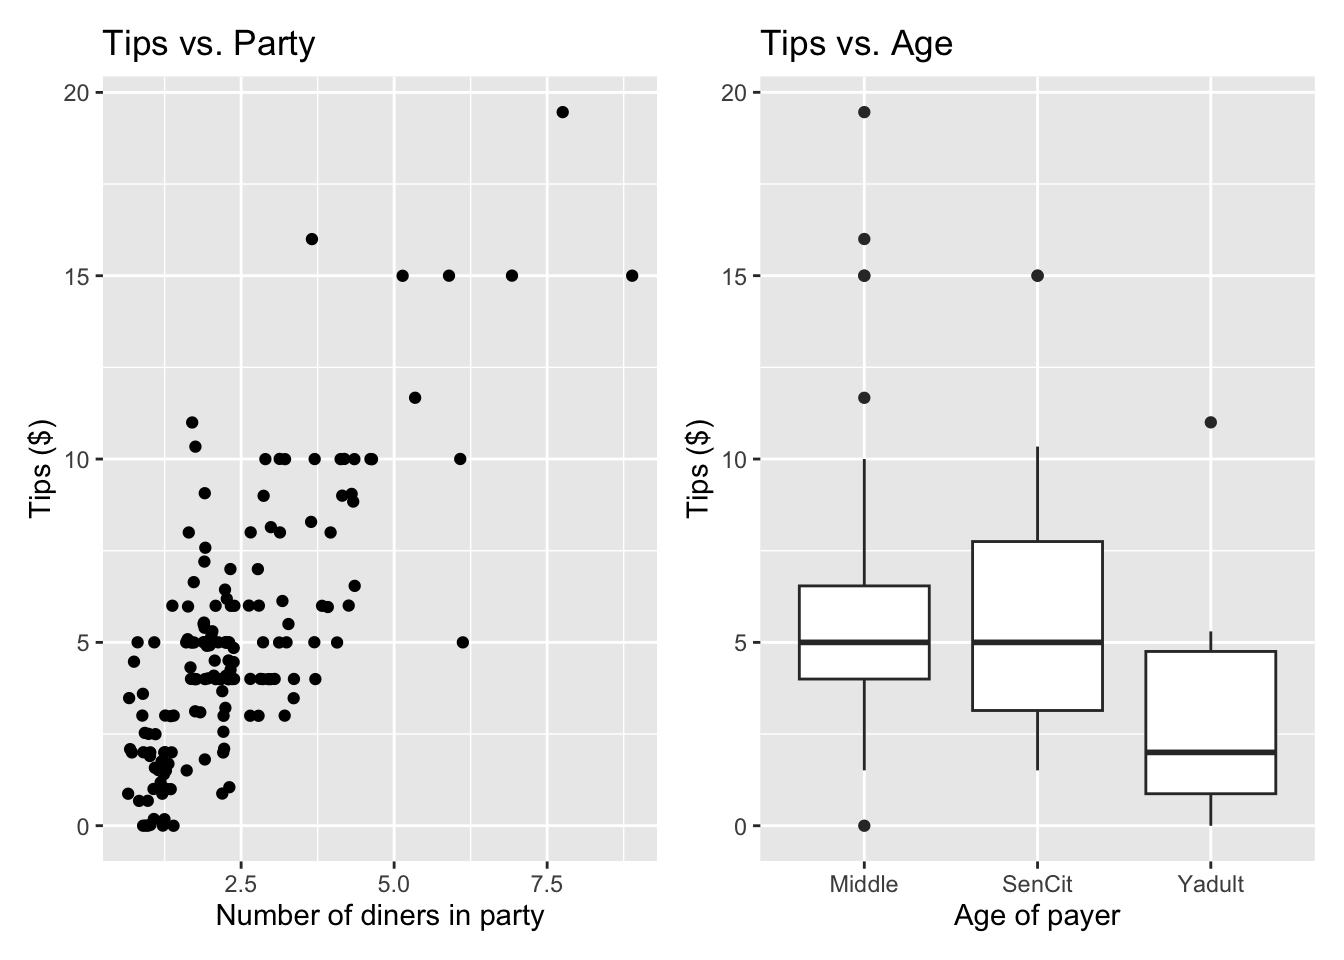 Tips vs. Party
20
15
10
5
0
Tips ($)
2.5 5.0 7.5
Number of diners in party
Tips vs. Age
20
15
10
5
0
Tips ($)
Middle SenCit Yadult
Age of payer